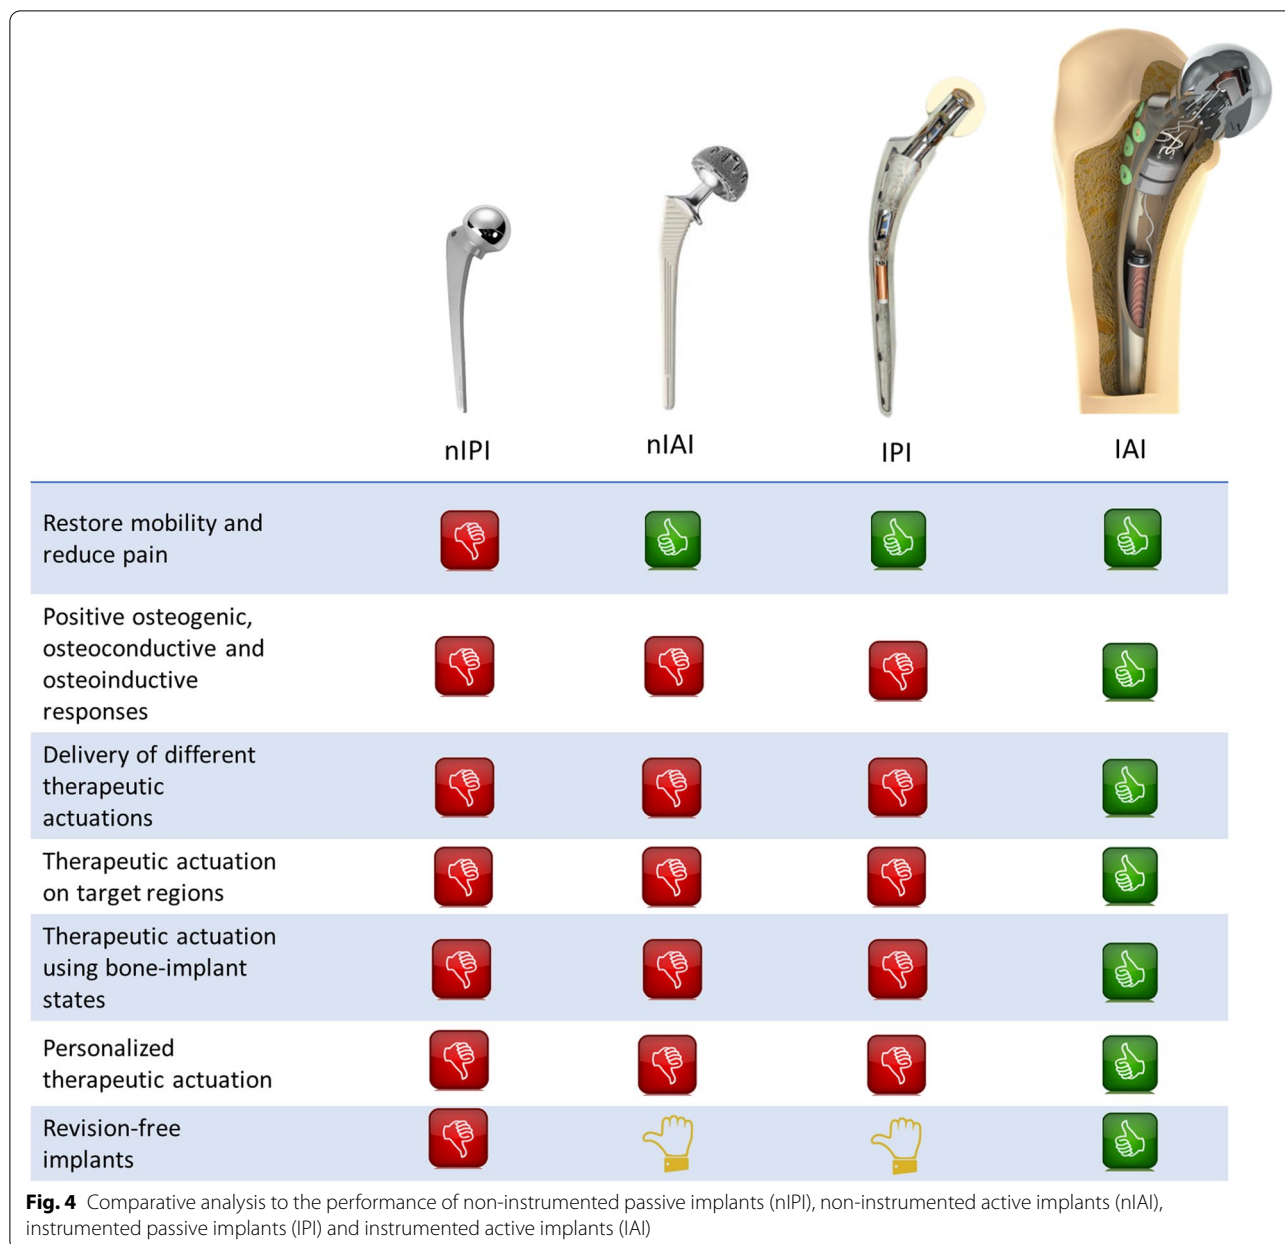 nIPI nIAI IPI IAI
Restore mobility and
reduce pain
Positive osteogenic,
osteoconductive and
osteoinductive
responses
Delivery of different
therapeutic
actuations
Therapeutic actuation
on target regions
Therapeutic actuation
using bone-implant
states
Personalized
therapeutic actuation
Revision-free
implants
Fig. 4 Comparative analysis to the performance of non-instrumented passive implants (nIPI), non-instrumented active implants (nIAI),
instrumented passive implants (IPI) and instrumented active implants (IAI)